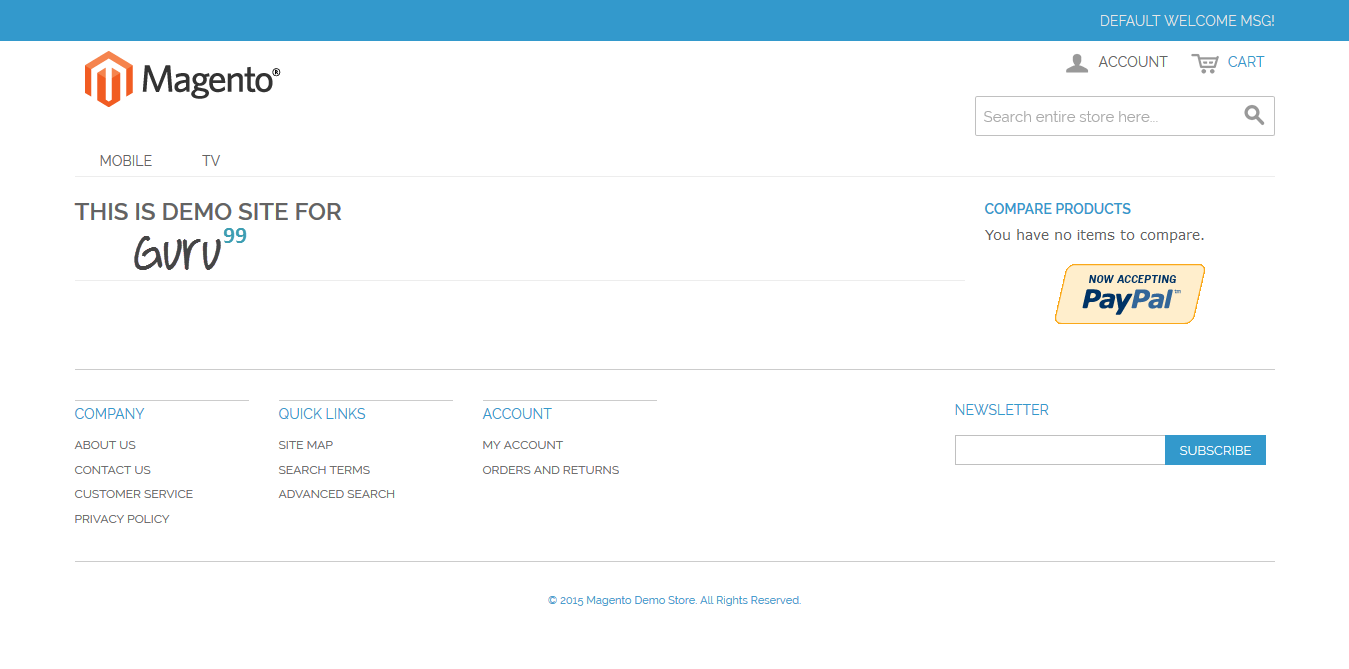 DEFAULT WELCOME MSG!
Magento®
ACCOUNT CART
Search entire store here...
MOBILE TV
THIS IS DEMO SITE FOR
Guru99
COMPARE PRODUCTS
You have no items to compare.
NOW ACCEPTING
PayPal™
COMPANY
ABOUT US
CONTACT US
CUSTOMER SERVICE
PRIVACY POLICY
QUICK LINKS
SITE MAP
SEARCH TERMS
ADVANCED SEARCH
ACCOUNT
MY ACCOUNT
ORDERS AND RETURNS
NEWSLETTER
SUBSCRIBE
© 2015 Magento Demo Store. All Rights Reserved.